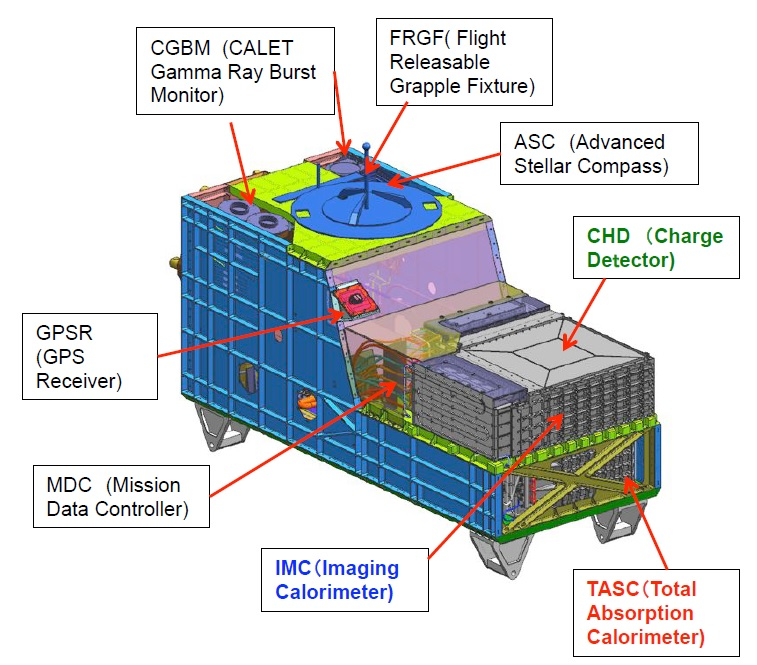 CGBM (CALET
Gamma Ray Burst
Monitor)
FRGF( Flight
Releasable
Grapple Fixture)
ASC (Advanced
Stellar Compass)
CHD （Charge
Detector)
GPSR
(GPS
Receiver)
MDC (Mission
Data Controller)
IMC（Imaging
Calorimeter)
TASC（Total
Absorption
Calorimeter)